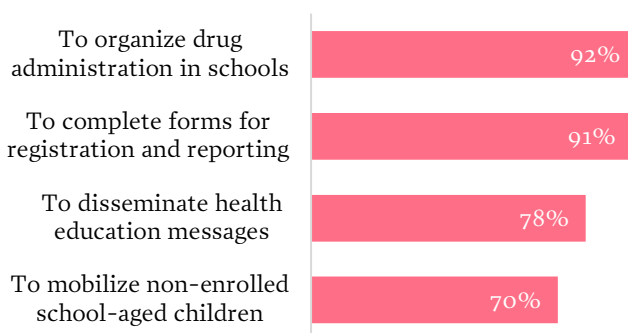 To organize drug
administration in schools
92%
To complete forms for
registration and reporting
91%
To disseminate health
education messages
78%
To mobilize non-enrolled
school-aged children
70%